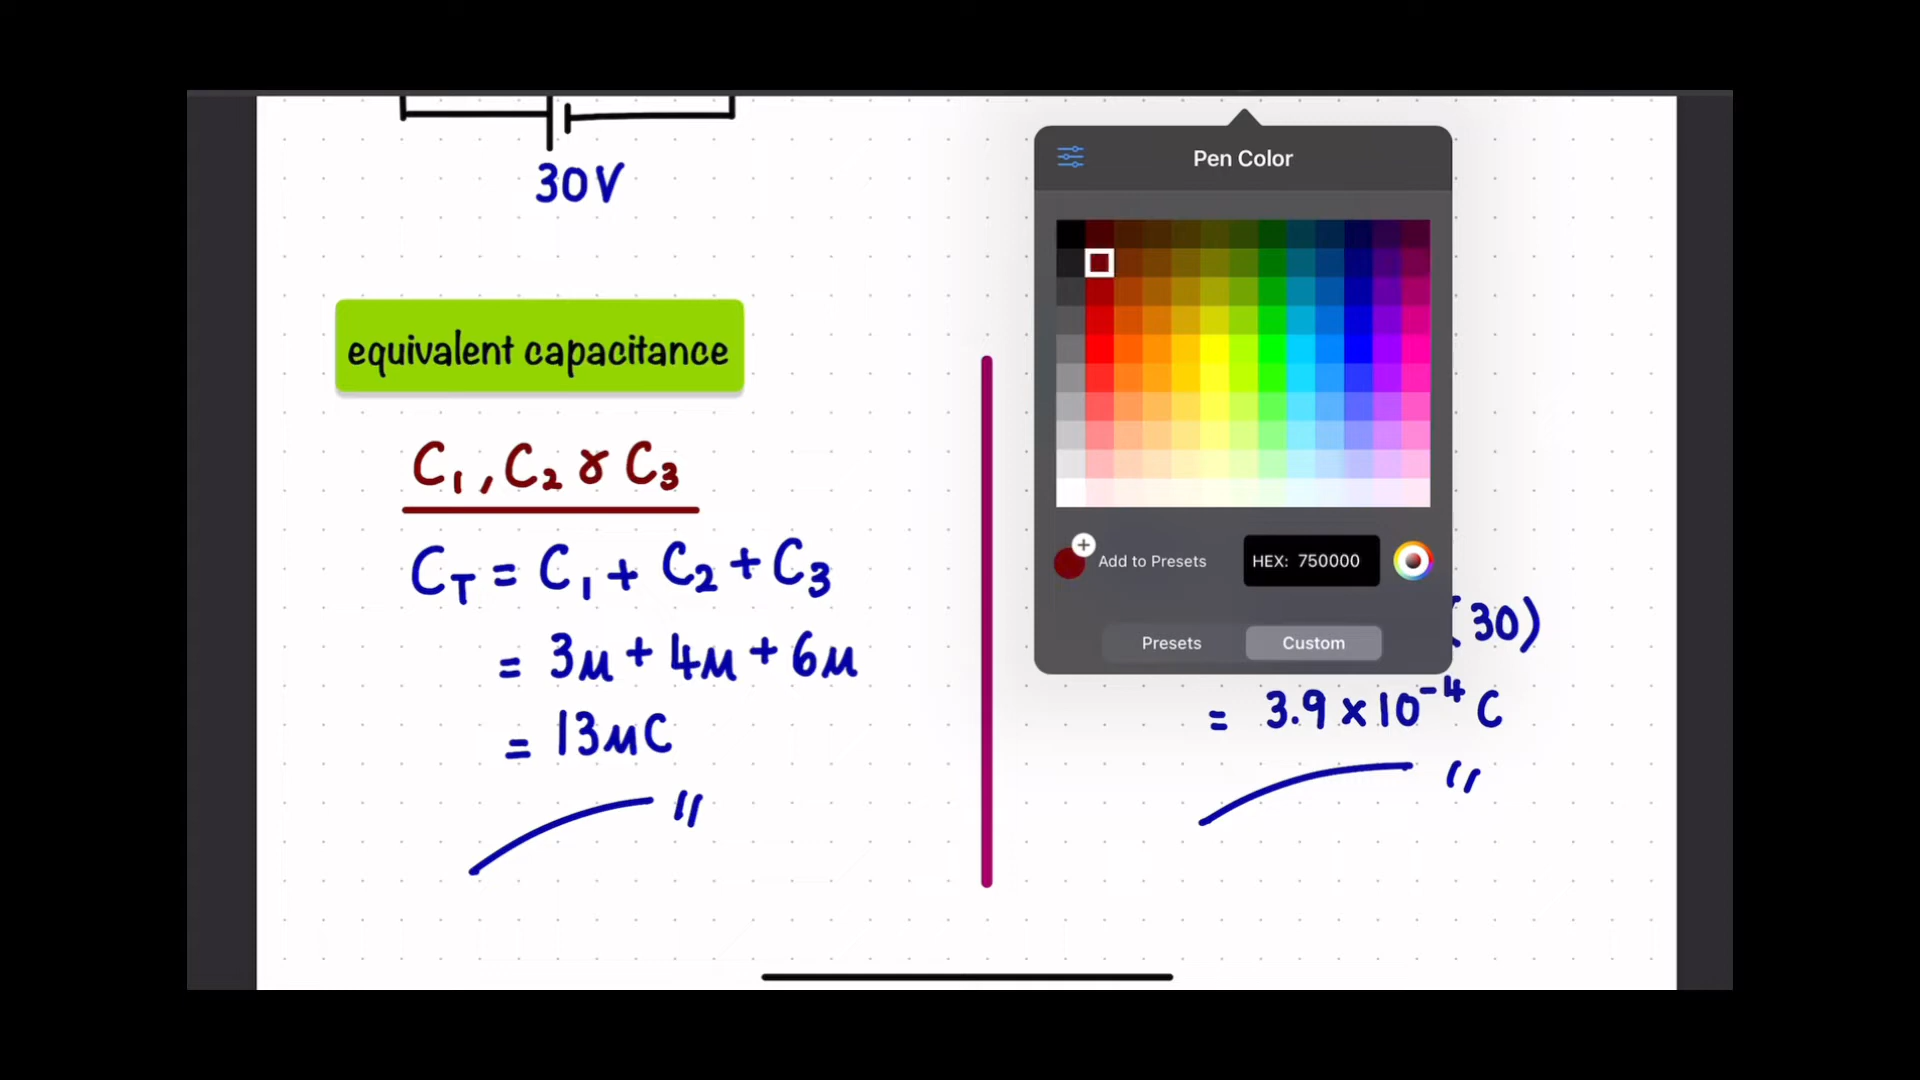 30V
equivalent capacitance
C₁, C₂ & C₃
C_T = C₁ + C₂ + C₃
= 3μ + 4μ + 6μ
= 13μC
Pen Color
Add to Presets
HEX: 750000
Presets
Custom
(30)
= 3.9 x 10⁻⁴ C